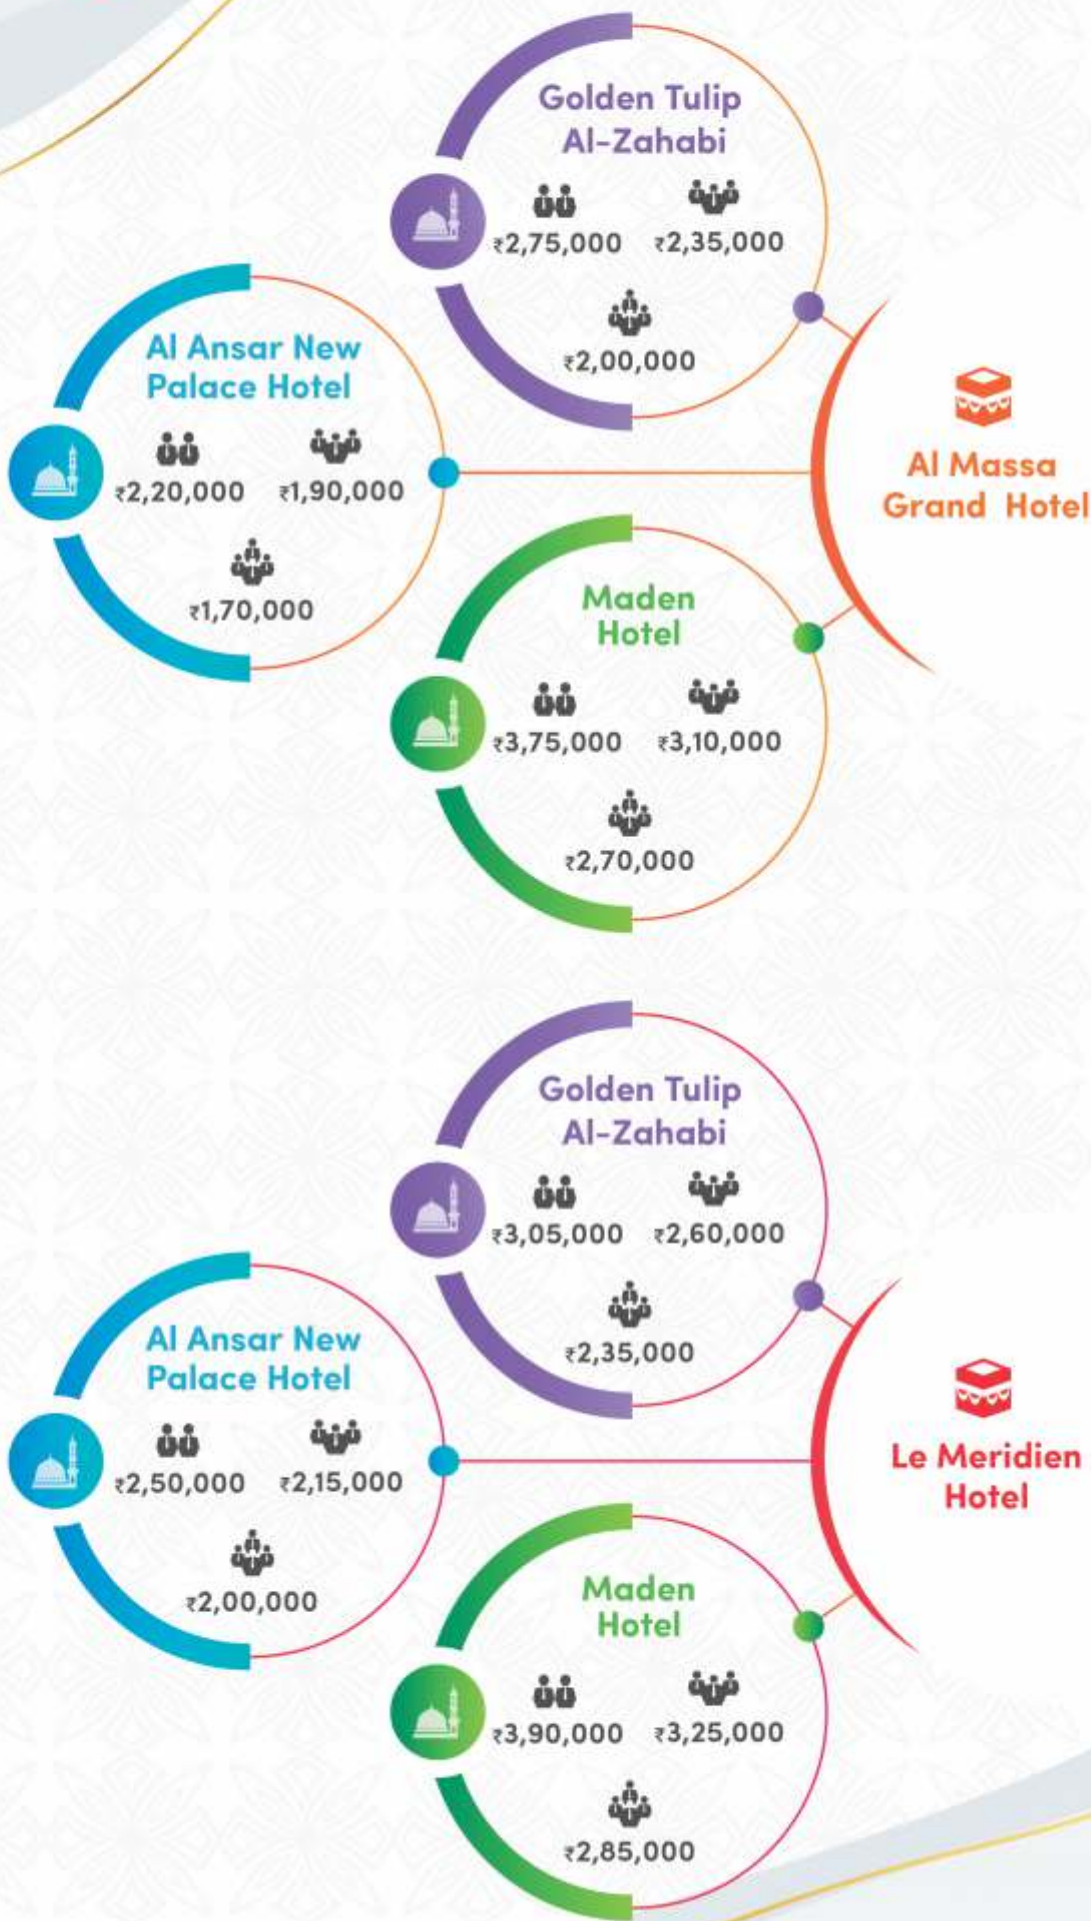 Golden Tulip
Al-Zahabi
₹2,75,000 ₹2,35,000
₹2,00,000
Al Ansar New
Palace Hotel
₹2,20,000 ₹1,90,000
₹1,70,000
Al Massa
Grand Hotel
Maden
Hotel
₹3,75,000 ₹3,10,000
₹2,70,000
Golden Tulip
Al-Zahabi
₹3,05,000 ₹2,60,000
₹2,35,000
Al Ansar New
Palace Hotel
₹2,50,000 ₹2,15,000
₹2,00,000
Le Meridien
Hotel
Maden
Hotel
₹3,90,000 ₹3,25,000
₹2,85,000